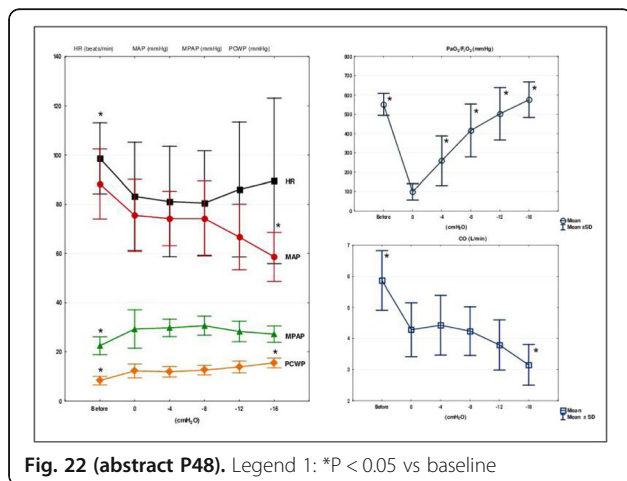 HR (beats/min) MAP (mmHg) MPAP (mmHg) PCWP (mmHg)
140
120
100
80
60
40
20
0
*
*
*
*
*
*
HR
MAP
MPAP
PCWP
Before 0 -4 -8 -12 -16
(cmH₂O)
PaO₂/F,O₂(mmHg)
800
700
600
500
400
300
200
100
0
*
*
*
*
*
Before 0 -4 -8 -12 -16
(cmH₂O)
Mean
Mean ±SD
CO (L/min)
7
6
5
4
3
2
*
*
Before 0 -4 -8 -12 -16
(cmH₂O)
Mean
Mean ± SD
Fig. 22 (abstract P48). Legend 1: *P < 0.05 vs baseline